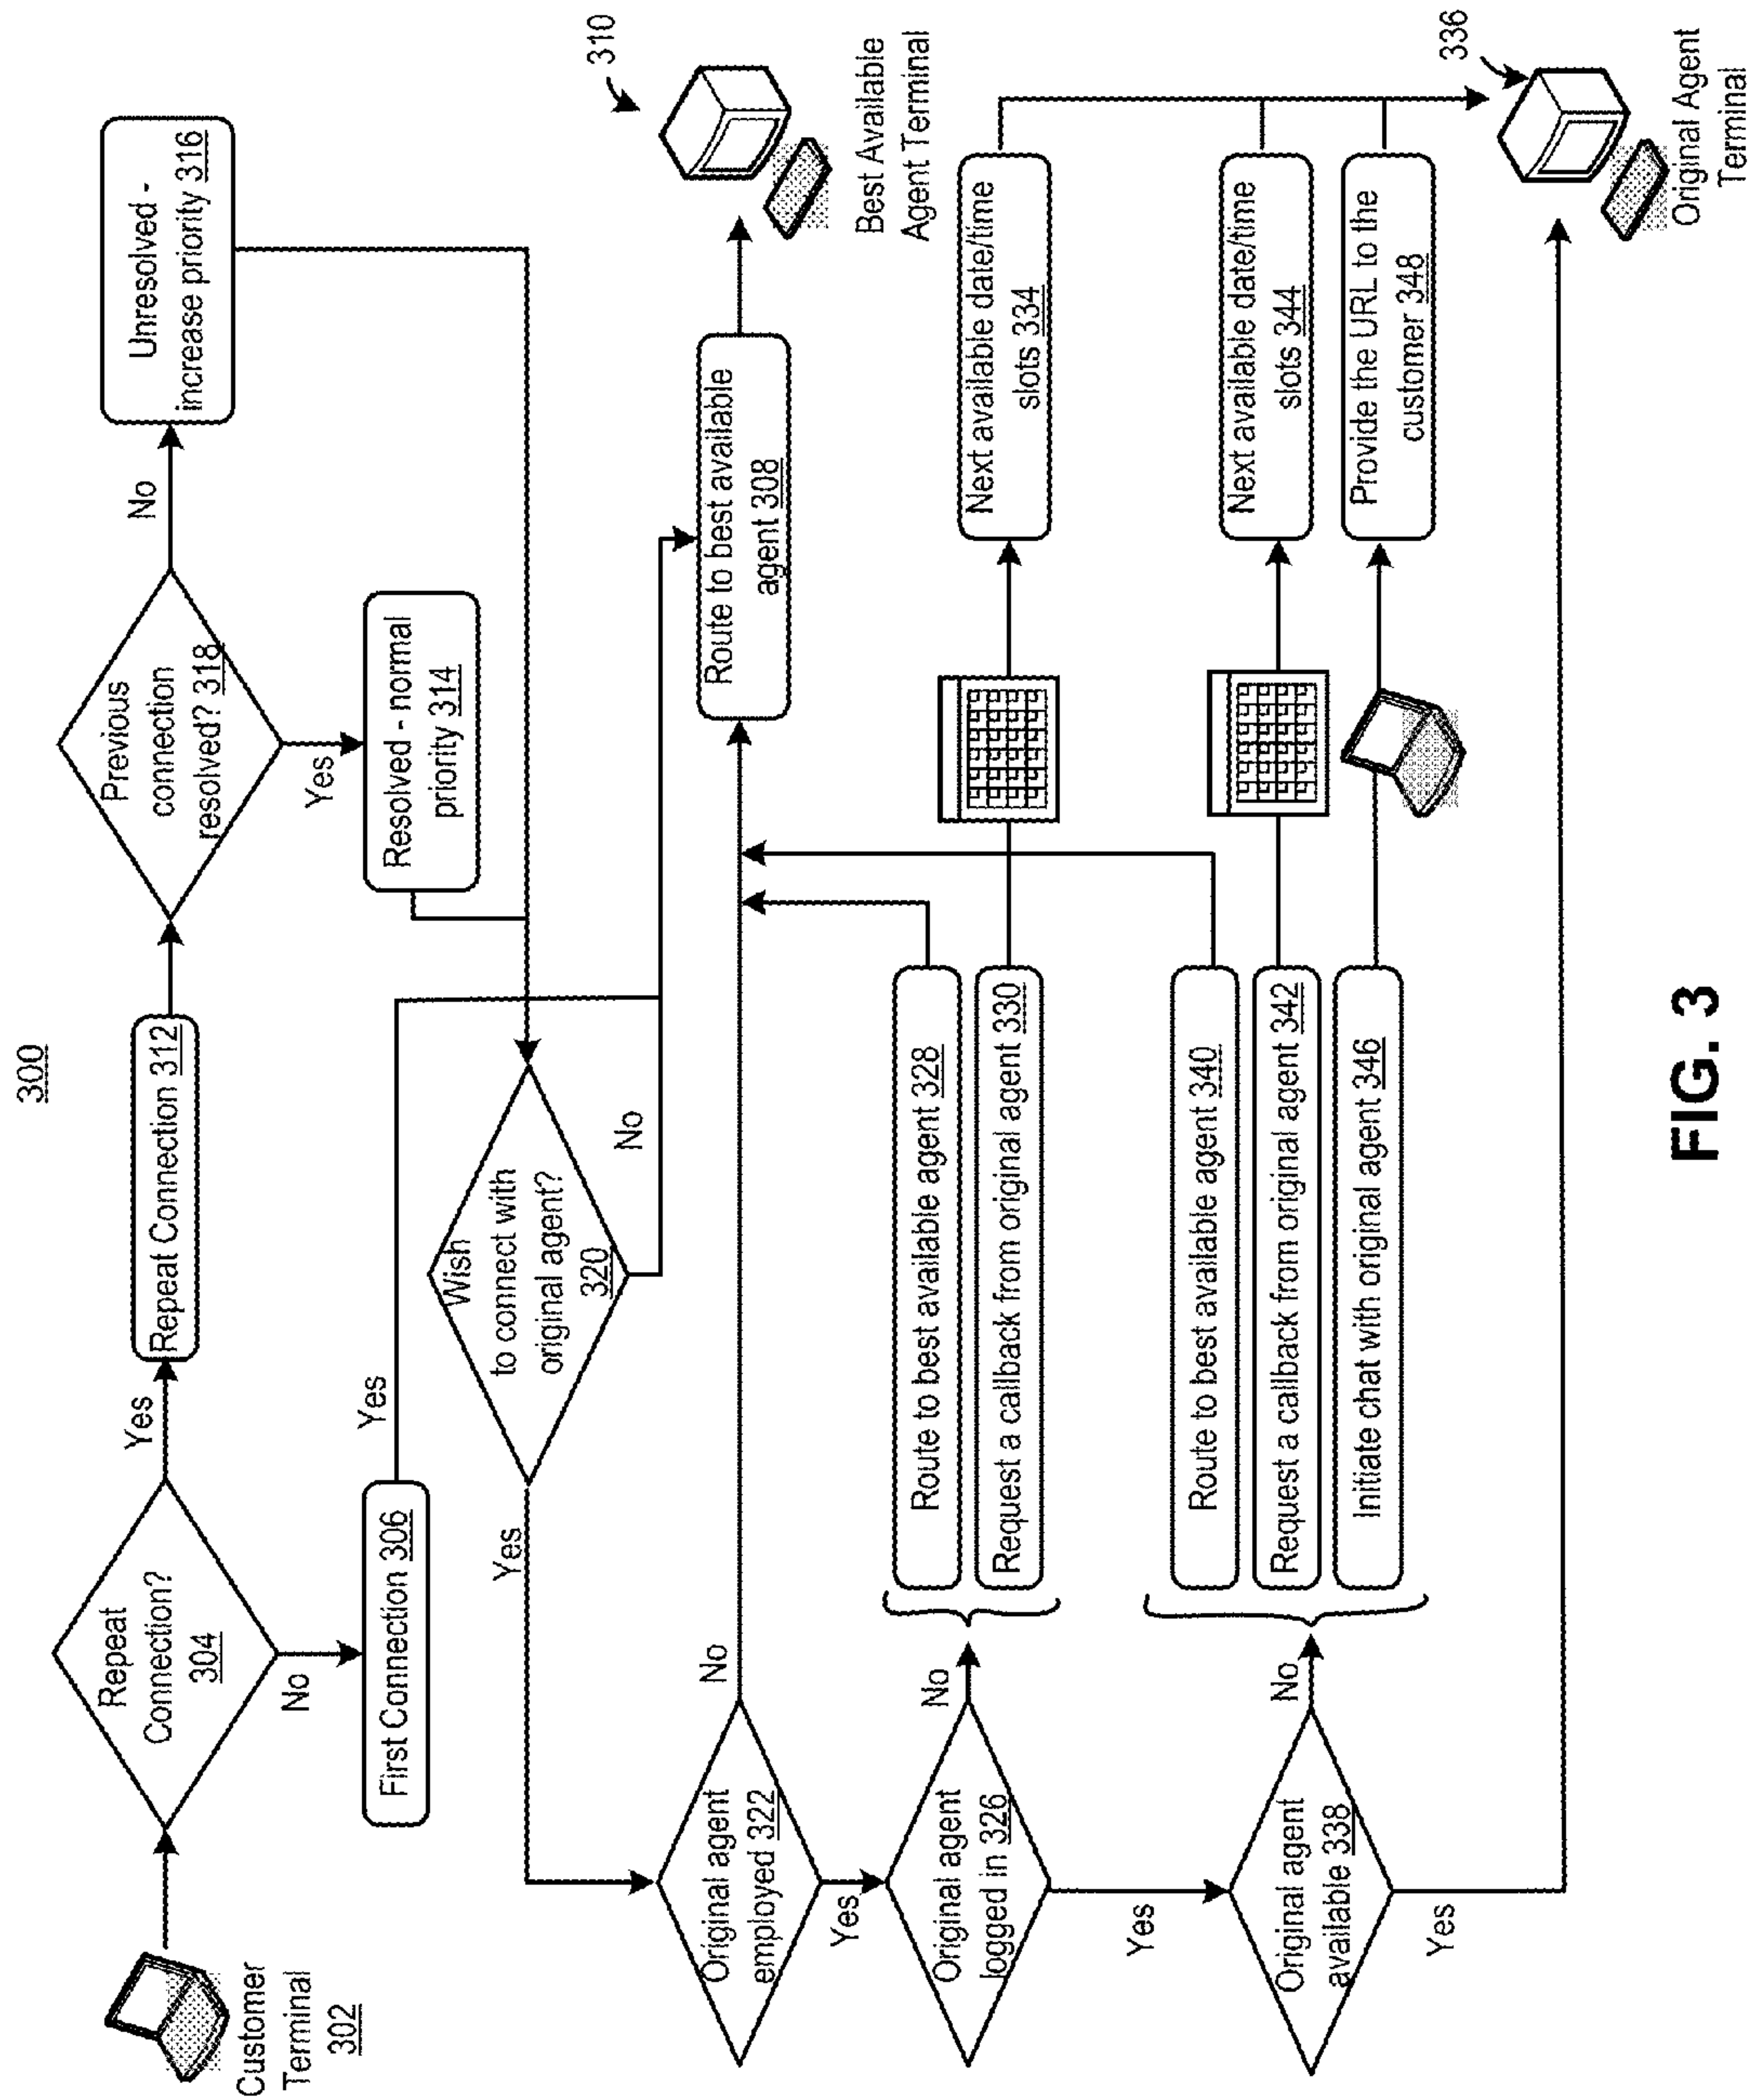 300
Customer
Terminal
302
Repeat
Connection?
304
Yes
No
Repeat Connection 312
First Connection 306
Yes
Previous
connection
resolved? 318
No
Yes
Unresolved -
increase priority 316
Resolved - normal
priority 314
Wish
to connect with
original agent?
320
Yes
No
Route to best available
agent 308
310
Best Available
Agent Terminal
Original agent
employed 322
No
Yes
Original agent
logged in 326
No
Yes
Route to best available agent 328
Request a callback from original agent 330
Next available date/time
slots 334
Original agent
available 338
No
Yes
Route to best available agent 340
Request a callback from original agent 342
Initiate chat with original agent 346
Next available date/time
slots 344
Provide the URL to the
customer 348
336
Original Agent
Terminal
FIG. 3